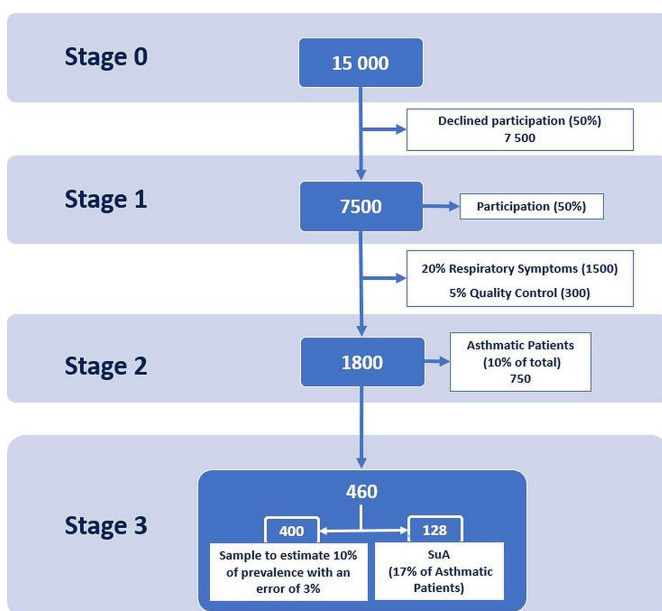 Stage 0
15 000
Declined participation (50%)
7 500
Stage 1
7500
Participation (50%)
20% Respiratory Symptoms (1500)
5% Quality Control (300)
Stage 2
1800
Asthmatic Patients
(10% of total)
750
Stage 3
460
400
128
Sample to estimate 10%
of prevalence with an
error of 3%
SuA
(17% of Asthmatic
Patients)